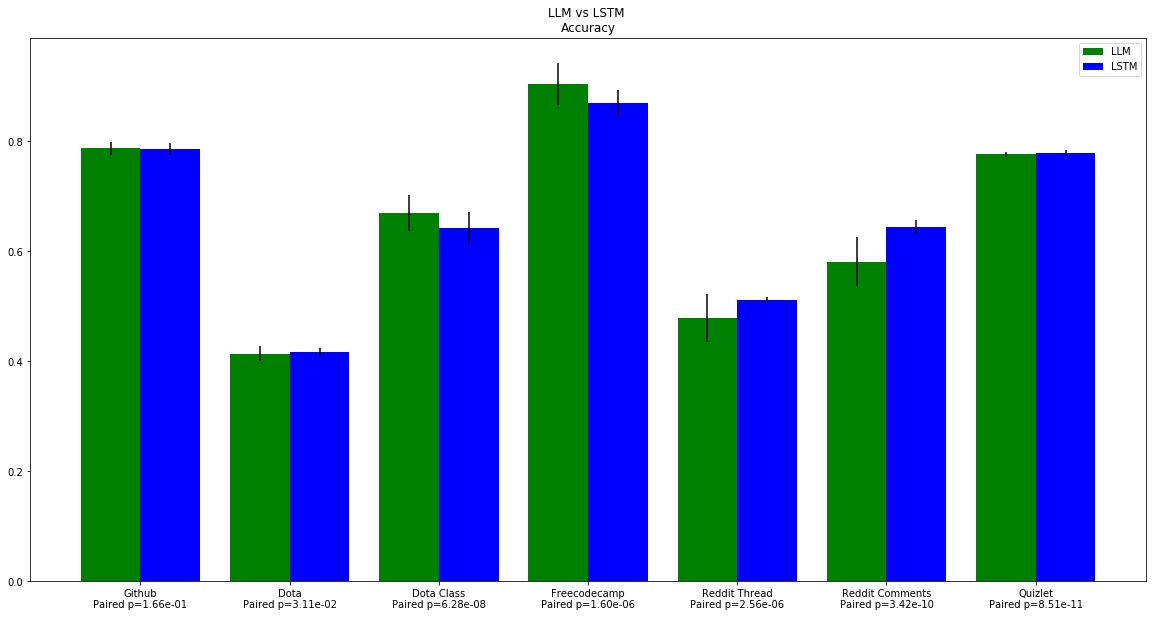 LLM vs LSTM
Accuracy
LLM
LSTM
0.8
0.6
0.4
0.2
0.0
Github
Paired p=1.66e-01
Dota
Paired p=3.11e-02
Dota Class
Paired p=6.28e-08
Freecodecamp
Paired p=1.60e-06
Reddit Thread
Paired p=2.56e-06
Reddit Comments
Paired p=3.42e-10
Quizlet
Paired p=8.51e-11